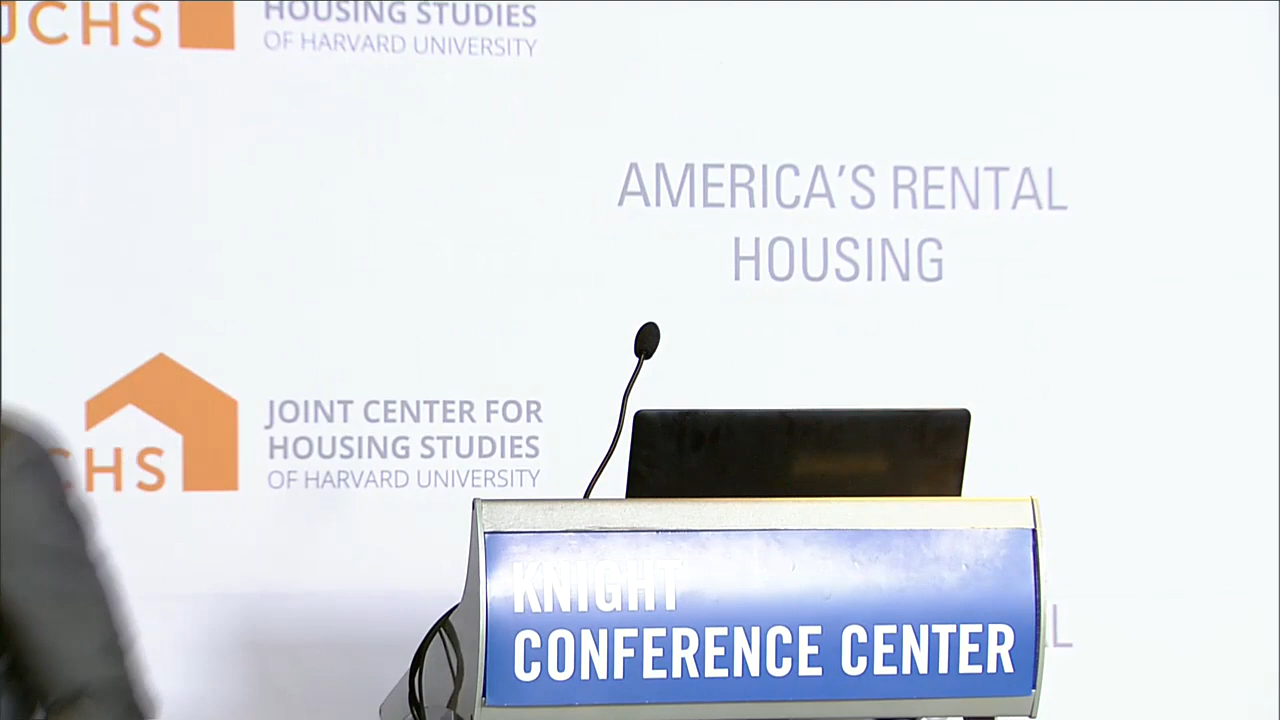 JCHS
HOUSING STUDIES
OF HARVARD UNIVERSITY
AMERICA'S RENTAL
HOUSING
CHS
JOINT CENTER FOR
HOUSING STUDIES
OF HARVARD UNIVERSITY
KNIGHT
CONFERENCE CENTER